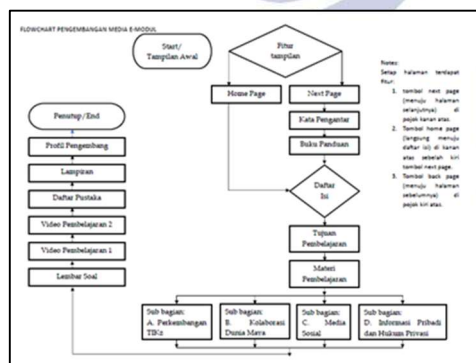 FLOWCHART PENGEMBANGAN MEDIA E-MODUL
Start/
Tampilan Awal
Fitur
tampilan
Home Page
Next Page
Kata Pengantar
Buku Panduan
Daftar
Isi
Tujuan
Pembelajaran
Materi
Pembelajaran
Sub bagian:
A. Perkembangan
TIKz
Sub bagian:
B. Kolaborasi
Dunia Maya
Sub bagian:
C. Media
Sosial
Sub bagian:
D. Informasi Pribadi
dan Hukum Privasi
Lembar Soal
Video Pembelajaran 1
Video Pembelajaran 2
Daftar Pustaka
Lampiran
Profil Pengembang
Penutup/End
Notes:
Setiap halaman terdapat
fitur:
1. tombol next page
(menuju halaman
selanjutnya) di
pojok kanan atas.
2. Tombol home page
(langsung menuju
daftar isi) di kanan
atas sebelah kiri
tombol next page.
3. Tombol back page
(menuju halaman
sebelumnya) di
pojok kiri atas.